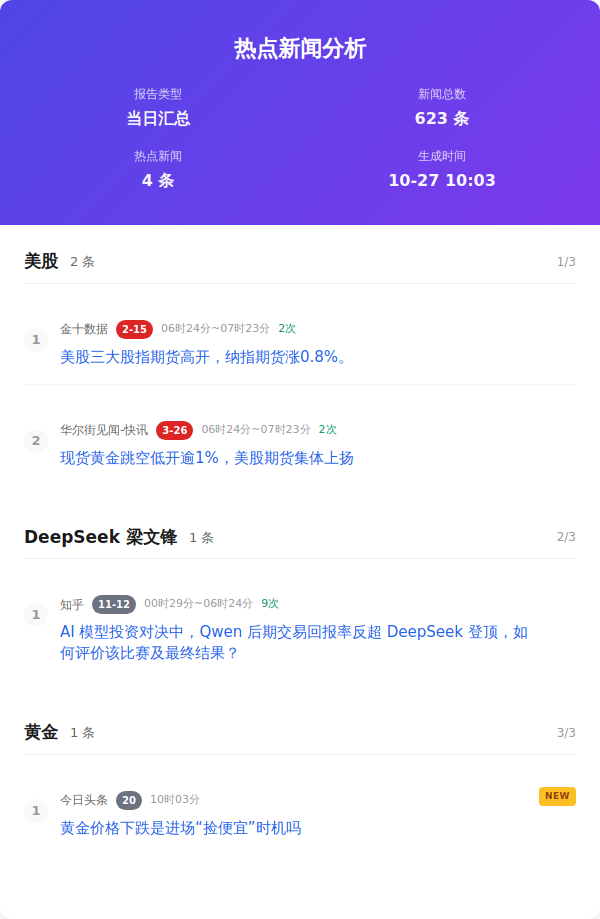 热点新闻分析
报告类型
新闻总数
当日汇总
623 条
热点新闻
生成时间
4 条
10-27 10:03
美股 2 条 1/3
1
金十数据 2-15 06时24分~07时23分 2次
美股三大股指期货高开，纳指期货涨0.8%。
2
华尔街见闻-快讯 3-26 06时24分~07时23分 2次
现货黄金跳空低开逾1%，美股期货集体上扬
DeepSeek 梁文锋 1 条 2/3
1
知乎 11-12 00时29分~06时24分 9次
AI 模型投资对决中，Qwen 后期交易回报率反超 DeepSeek 登顶，如
何评价该比赛及最终结果？
黄金 1 条 3/3
1
今日头条 20 10时03分 NEW
黄金价格下跌是进场“捡便宜”时机吗